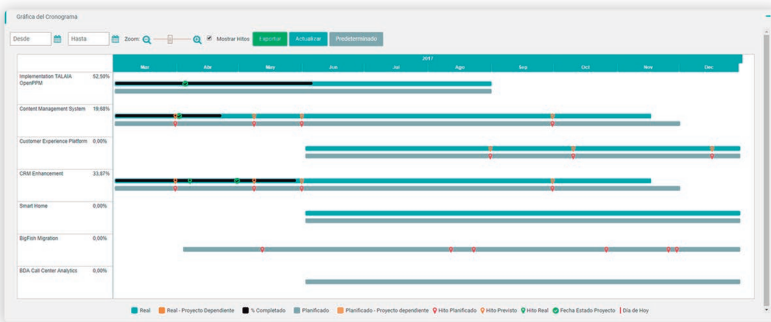 Gráfica del Cronograma
Desde Hasta Zoom: Mostrar Hitos Exportar Actualizar Predeterminado
2017
Mar Abr May Jun Jul Ago Sep Oct Nov Dec
Implementation TALAIA 52,50%
OpenPPM
Content Management System 19,68%
Customer Experience Platform 0,00%
CRM Enhancement 33,87%
Smart Home 0,00%
BigFish Migration 0,00%
BDA Call Center Analytics 0,00%
Real Real - Proyecto Dependiente % Completado Planificado Planificado - Proyecto dependiente Hito Planificado Hito Previsto Hito Real Fecha Estado Proyecto Día de Hoy